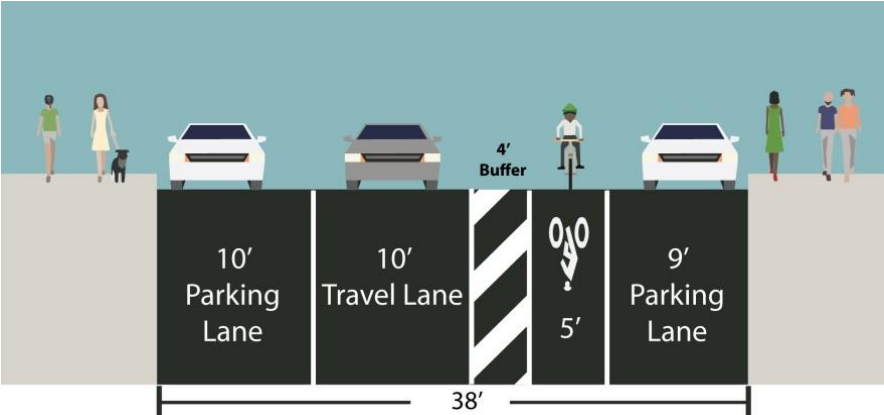 4’
Buffer
10’
Parking
Lane
10’
Travel Lane
5’
9’
Parking
Lane
38’